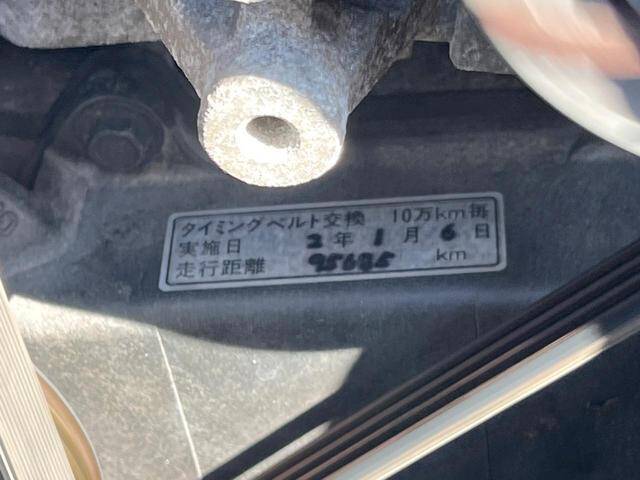 タイミングベルト交換 10万km毎
実施日 2年1月6日
走行距離 95685 km